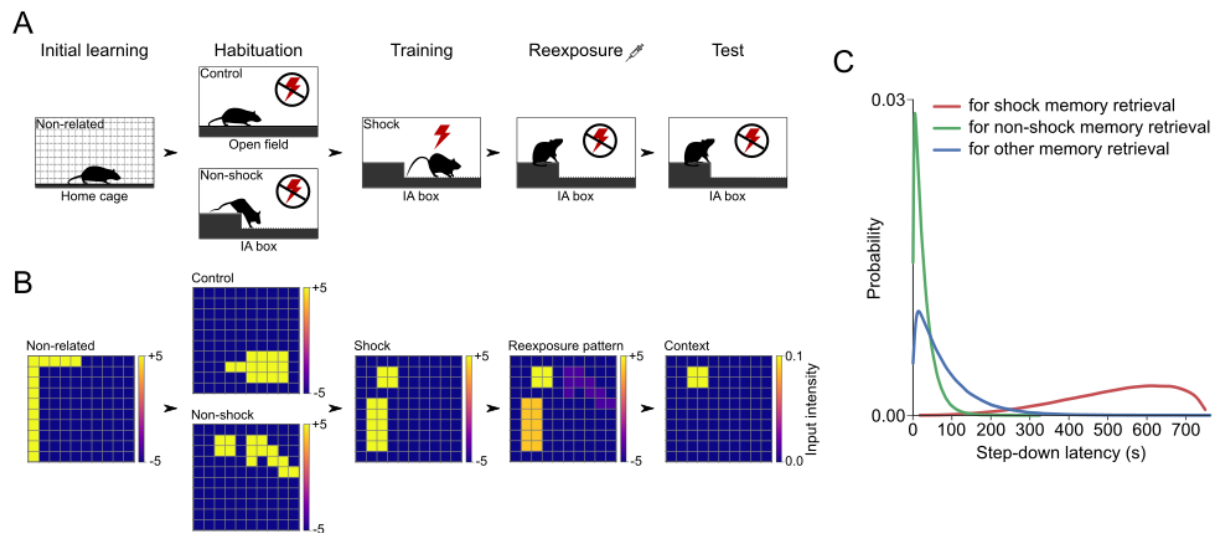 A
Initial learning
Habituation
Training
Reexposure
Test
Non-related
Home cage
Control
Open field
Non-shock
IA box
Shock
IA box
IA box
IA box
B
Non-related
+5
-5
Control
+5
-5
Non-shock
+5
-5
Shock
+5
-5
Reexposure pattern
+5
-5
Context
0.1
0.0
Input intensity
C
for shock memory retrieval
for non-shock memory retrieval
for other memory retrieval
0.03
0.00
Probability
0 100 200 300 400 500 600 700
Step-down latency (s)